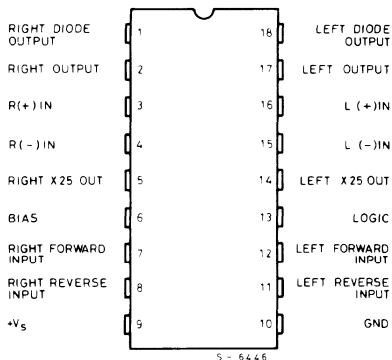 RIGHT DIODE
OUTPUT
1
18
LEFT DIODE
OUTPUT
RIGHT OUTPUT
2
17
LEFT OUTPUT
R(+)IN
3
16
L (+)IN
R(-)IN
4
15
L (-)IN
RIGHT X25 OUT
5
14
LEFT X25 OUT
BIAS
6
13
LOGIC
RIGHT FORWARD
INPUT
7
12
LEFT FORWARD
INPUT
RIGHT REVERSE
INPUT
8
11
LEFT REVERSE
INPUT
+Vs
9
10
GND
S-6446